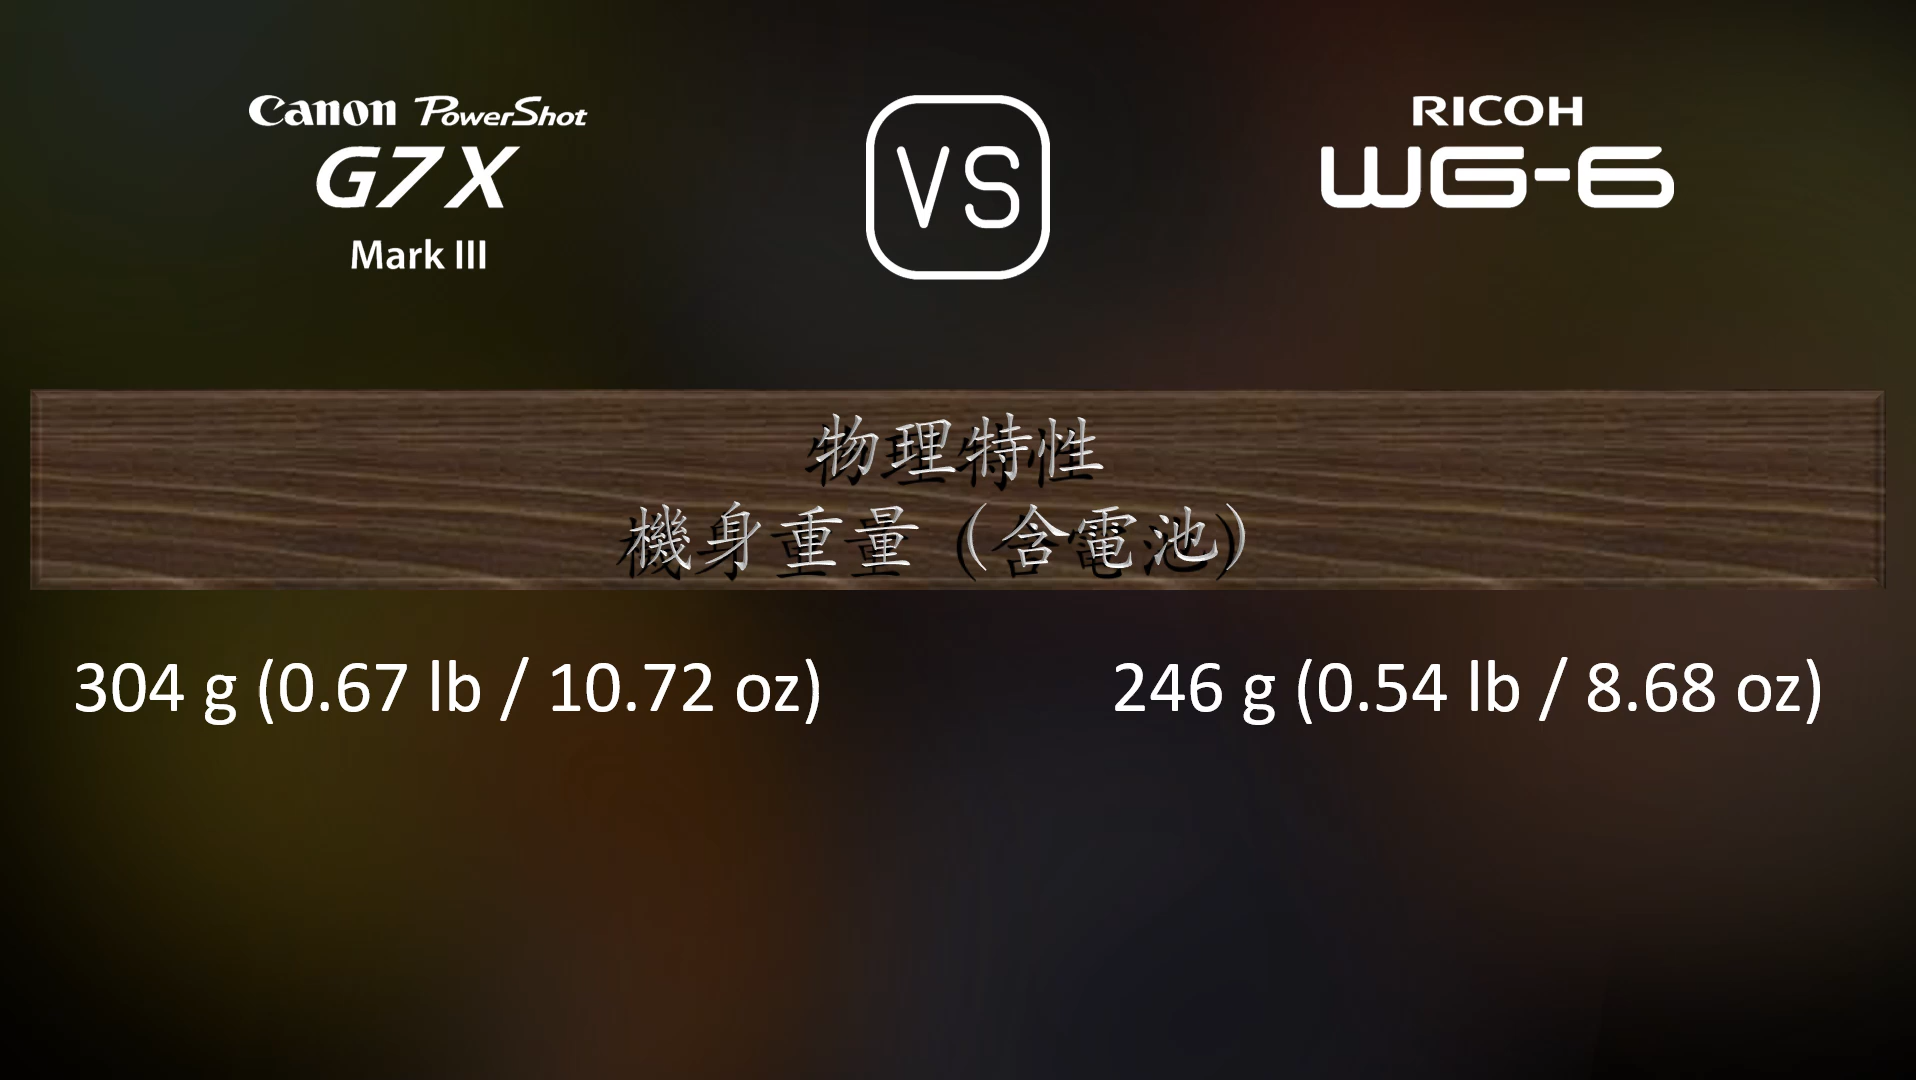 Canon PowerShot
G7 X
Mark III
VS
RICOH
WG-6
物理特性
機身重量（含電池）
304 g (0.67 lb / 10.72 oz)
246 g (0.54 lb / 8.68 oz)